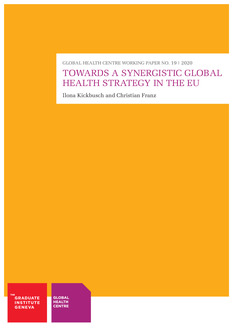 GLOBAL HEALTH CENTRE WORKING PAPER NO. 19 | 2020
TOWARDS A SYNERGISTIC GLOBAL
HEALTH STRATEGY IN THE EU
Ilona Kickbusch and Christian Franz
THE
GRADUATE
INSTITUTE
GENEVA
GLOBAL
HEALTH
CENTRE